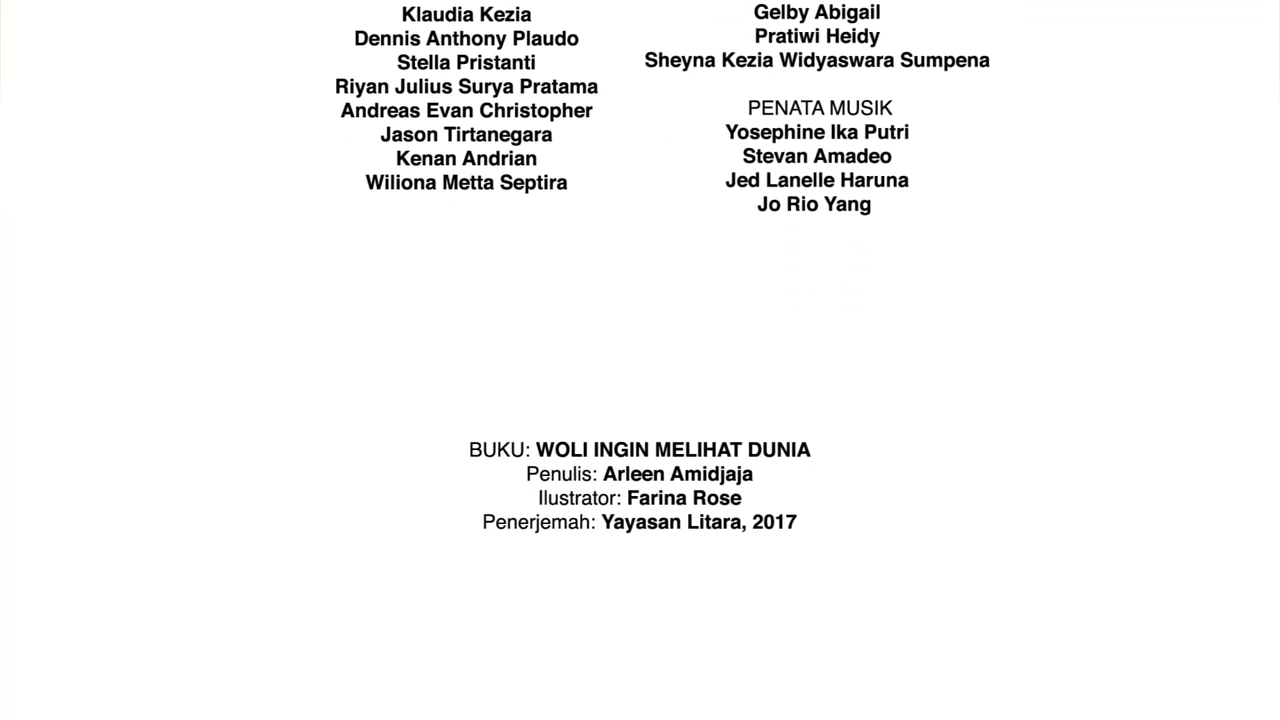 Klaudia Kezia
Dennis Anthony Plaudo
Stella Pristanti
Riyan Julius Surya Pratama
Andreas Evan Christopher
Jason Tirtanegara
Kenan Andrian
Wiliona Metta Septira
Gelby Abigail
Pratiwi Heidy
Sheyna Kezia Widyaswara Sumpena
PENATA MUSIK
Yosephine Ika Putri
Stevan Amadeo
Jed Lanelle Haruna
Jo Rio Yang
BUKU: WOLI INGIN MELIHAT DUNIA
Penulis: Arleen Amidjaja
Ilustrator: Farina Rose
Penerjemah: Yayasan Litara, 2017